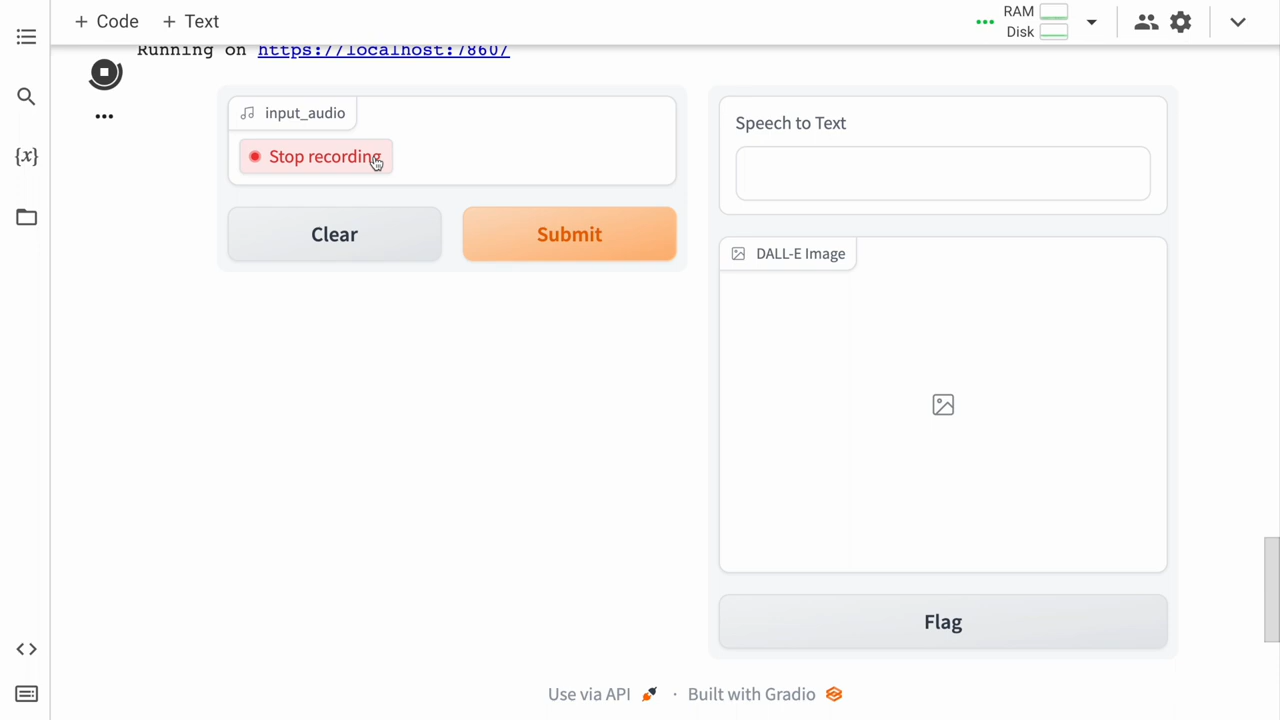 + Code + Text
RAM
Disk
Running on https://localhost:7860/
input_audio
Stop recording
Clear
Submit
Speech to Text
DALL-E Image
Flag
Use via API · Built with Gradio
{x}